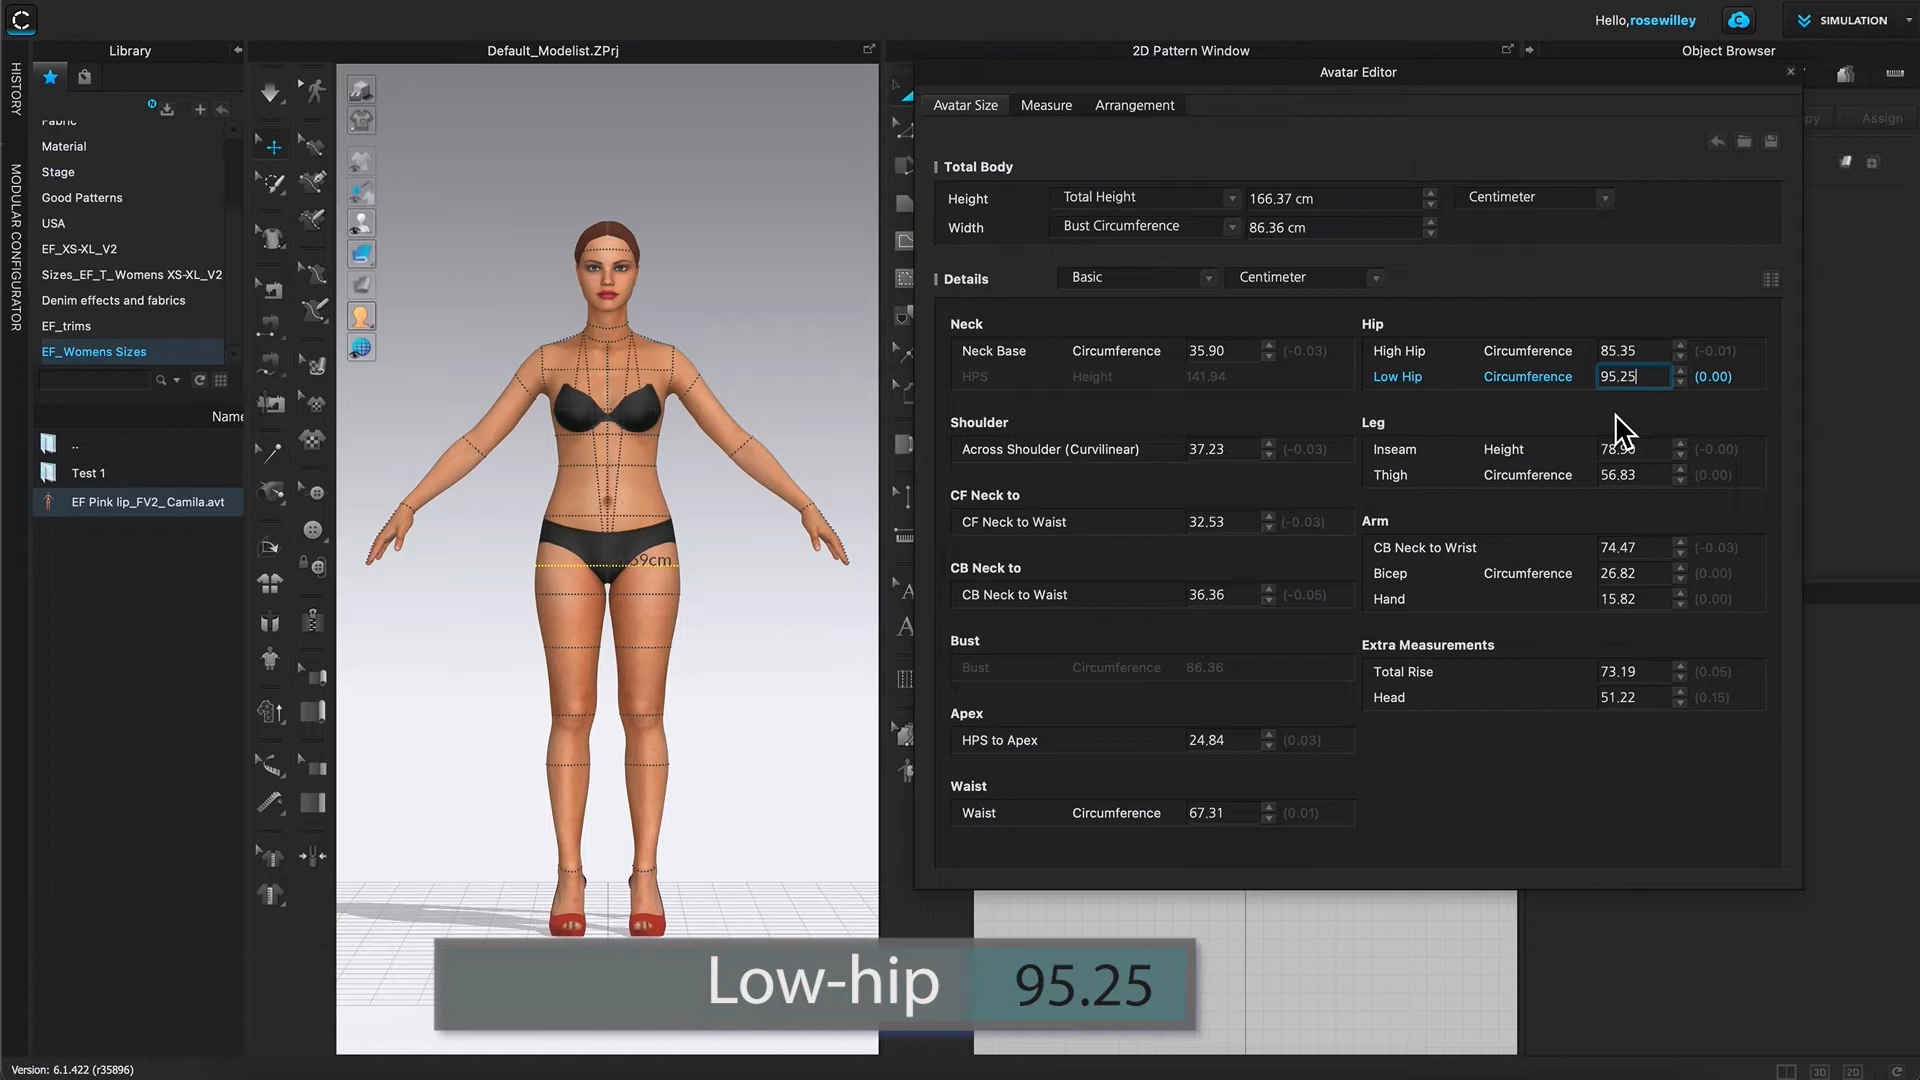 Hello,rosewilley
SIMULATION
Library
Default_Modelist.ZPrj
2D Pattern Window
Object Browser
HISTORY
MODULAR CONFIGURATOR
Fabric
Material
Stage
Good Patterns
USA
EF_XS-XL_V2
Sizes_EF_T_Womens XS-XL_V2
Denim effects and fabrics
EF_trims
EF_Womens Sizes
Name
..
Test 1
EF Pink lip_FV2_Camila.avt
Avatar Editor
Avatar Size Measure Arrangement
Assign
Total Body
Height Total Height 166.37 cm Centimeter
Width Bust Circumference 86.36 cm
Details Basic Centimeter
Neck
Neck Base Circumference 35.90 (-0.03)
HPS Height 141.94
Shoulder
Across Shoulder (Curvilinear) 37.23 (-0.03)
CF Neck to
CF Neck to Waist 32.53 (-0.03)
CB Neck to
CB Neck to Waist 36.36 (-0.05)
Bust
Bust Circumference 86.36
Apex
HPS to Apex 24.84 (0.03)
Waist
Waist Circumference 67.31 (0.01)
Hip
High Hip Circumference 85.35 (-0.01)
Low Hip Circumference 95.25 (0.00)
Leg
Inseam Height (-0.00)
Thigh Circumference 56.83 (0.00)
Arm
CB Neck to Wrist 74.47 (-0.03)
Bicep Circumference 26.82 (0.00)
Hand 15.82 (0.00)
Extra Measurements
Total Rise 73.19 (0.05)
Head 51.22 (0.15)
Low-hip 95.25
Version: 6.1.422 (r35896)
3D 2D